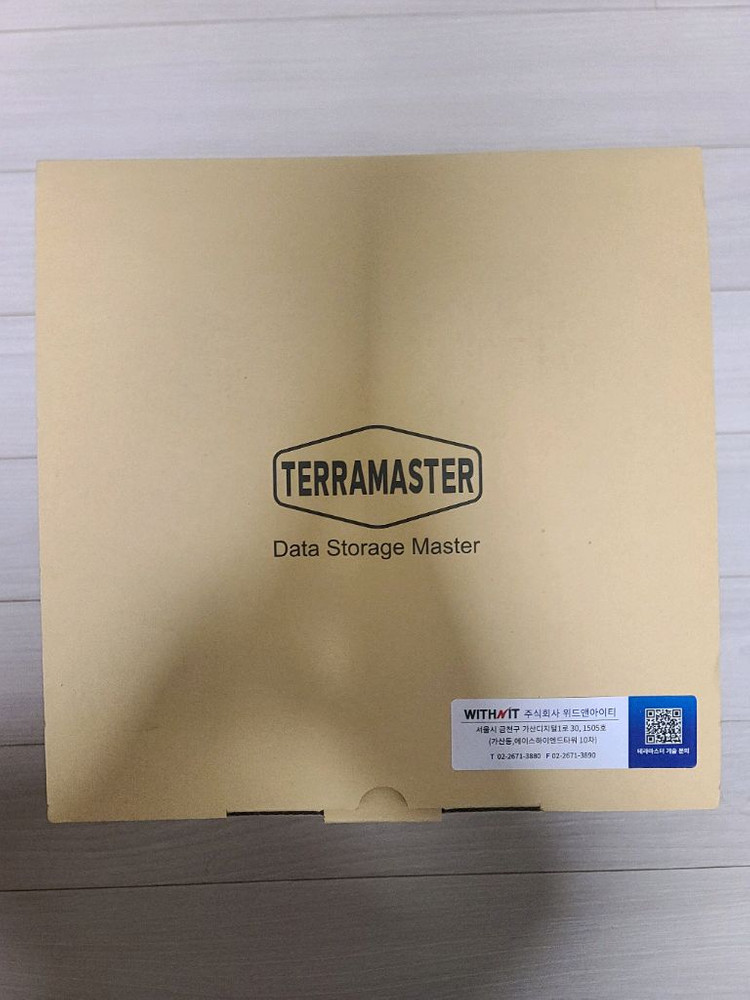 TERRAMASTER
Data Storage Master
WITHNIT 주식회사 위드앤아이티
서울시 금천구 가산디지털1로 30, 1505호
(가산동,에이스하이엔드타워 10차)
T 02-2671-3880 F 02-2671-3890
테라마스터 기술 문의